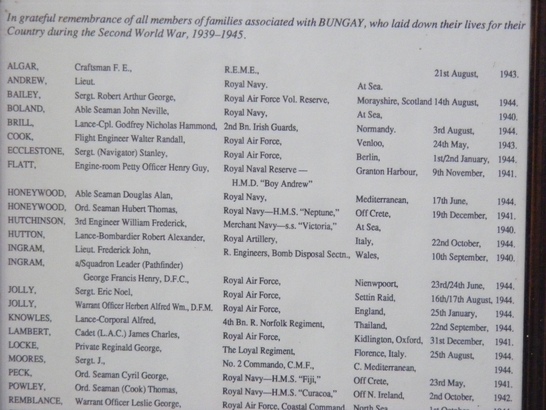 In grateful remembrance of all members of families associated with BUNGAY, who laid down their lives for their
Country during the Second World War, 1939–1945.
ALGAR, Craftsman F. E., R.E.M.E., 21st August, 1943.
ANDREW, Lieut. Royal Navy. At Sea.
BAILEY, Sergt. Robert Arthur George, Royal Air Force Vol. Reserve, Morayshire, Scotland 14th August, 1944.
BOLAND, Able Seaman John Neville, Royal Navy, At Sea, 1940.
BRILL, Lance-Cpl. Godfrey Nicholas Hammond, 2nd Bn. Irish Guards, Normandy. 3rd August, 1944.
COOK, Flight Engineer Walter Randall, Royal Air Force, Venloo, 24th May, 1943.
ECCLESTONE, Sergt. (Navigator) Stanley, Royal Air Force, Berlin, 1st/2nd January, 1944.
FLATT, Engine-room Petty Officer Henry Guy, Royal Naval Reserve — Granton Harbour, 9th November, 1941.
H.M.D. "Boy Andrew"
HONEYWOOD, Able Seaman Douglas Alan, Royal Navy, Mediterranean, 17th June, 1944.
HONEYWOOD, Ord. Seaman Hubert Thomas, Royal Navy—H.M.S. "Neptune," Off Crete, 19th December, 1941.
HUTCHINSON, 3rd Engineer William Frederick, Merchant Navy—s.s. "Victoria," At Sea, 1940.
HUTTON, Lance-Bombardier Robert Alexander, Royal Artillery, Italy, 22nd October, 1944.
INGRAM, Lieut. Frederick John, R. Engineers, Bomb Disposal Sectn., Wales, 10th September, 1940.
INGRAM, a/Squadron Leader (Pathfinder)
George Francis Henry, D.F.C., Royal Air Force, Nienwpoort, 23rd/24th June, 1944.
JOLLY, Sergt. Eric Noel, Royal Air Force, Settin Raid, 16th/17th August, 1944.
JOLLY, Warrant Officer Herbert Alfred Wm., D.F.M. Royal Air Force, England, 25th January, 1944.
KNOWLES, Lance-Corporal Alfred, 4th Bn. R. Norfolk Regiment, Thailand, 22nd September, 1944.
LAMBERT, Cadet (L.A.C.) James Charles, Royal Air Force, Kidlington, Oxford, 31st December, 1941.
LOCKE, Private Reginald George, The Loyal Regiment, Florence, Italy. 25th August, 1944.
MOORES, Sergt. J., No. 2 Commando, C.M.F., C. Mediterranean, 1944.
PECK, Ord. Seaman Cyril George, Royal Navy—H.M.S. "Fiji," Off Crete, 23rd May, 1941.
POWLEY, Ord. Seaman (Cook) Thomas, Royal Navy—H.M.S. "Curacoa," Off N. Ireland, 2nd October, 1942.
REMBLANCE, Warrant Officer Leslie George, Royal Air Force, Coastal Command North Sea